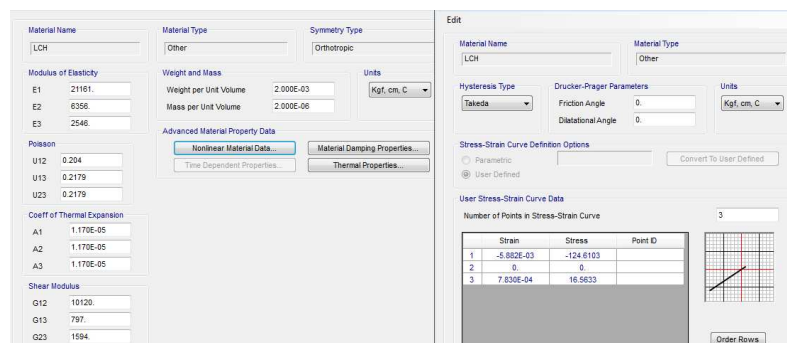 Material Name
Material Type
Symmetry Type
LCH
Other
Orthotropic
Modulus of Elasticity
E1 21161.
E2 6356.
E3 2546.
Weight and Mass
Weight per Unit Volume 2.000E-03
Mass per Unit Volume 2.000E-06
Units
Kgf, cm, C
Advanced Material Property Data
Nonlinear Material Data...
Material Damping Properties...
Time Dependent Properties...
Thermal Properties...
Poisson
U12 0.204
U13 0.2179
U23 0.2179
Coeff of Thermal Expansion
A1 1.170E-05
A2 1.170E-05
A3 1.170E-05
Shear Modulus
G12 10120.
G13 797.
G23 1594.
Edit
Material Name
Material Type
LCH
Other
Hysteresis Type
Takeda
Drucker-Prager Parameters
Friction Angle 0.
Dilatational Angle 0.
Units
Kgf, cm, C
Stress-Strain Curve Definition Options
Parametric
Convert To User Defined
User Defined
User Stress-Strain Curve Data
Number of Points in Stress-Strain Curve 3
Strain Stress Point ID
1 -5.882E-03 -124.6103
2 0. 0.
3 7.830E-04 16.5633
Order Rows